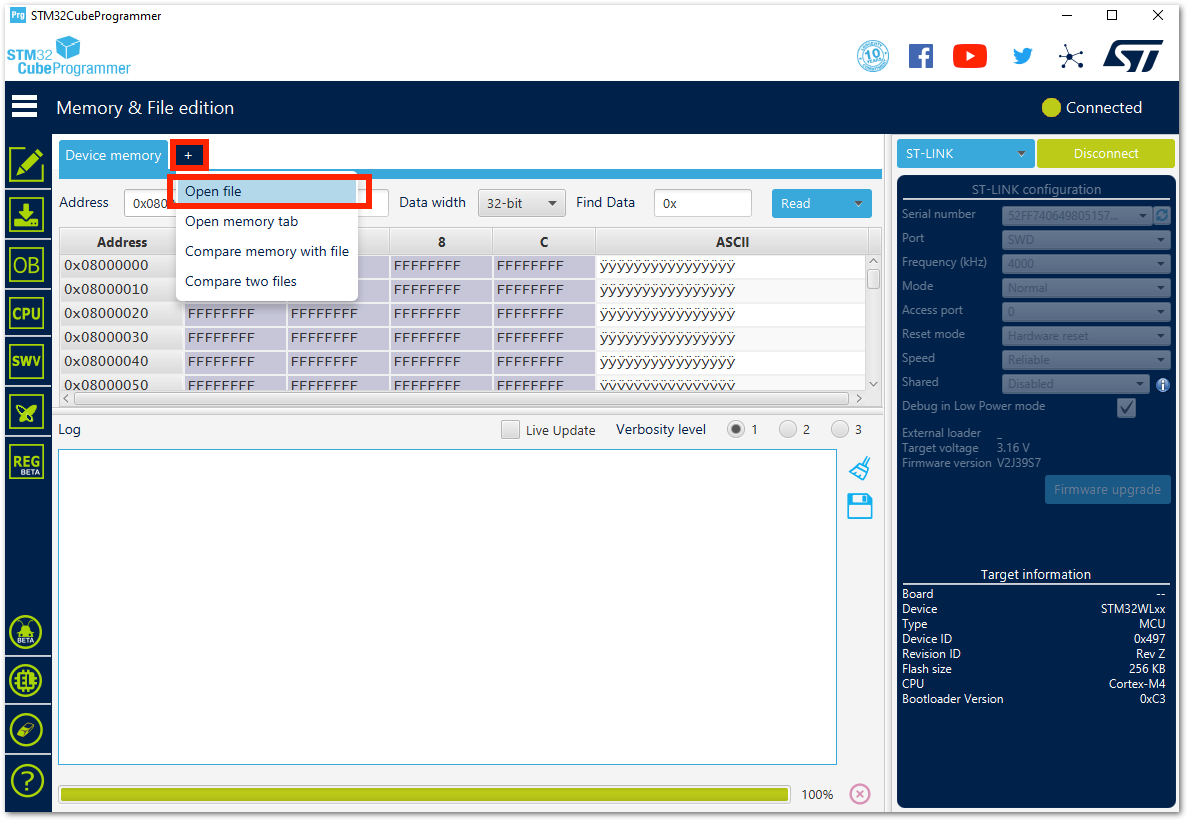 Prg STM32CubeProgrammer
STM32
CubeProgrammer
10 YEARS
Memory & File edition
Connected
Device memory +
Open file
Open memory tab
Compare memory with file
Compare two files
Address 0x080 Data width 32-bit Find Data 0x Read
Address 8 C ASCII
0x08000000 FFFFFFFF FFFFFFFF ÿÿÿÿÿÿÿÿÿÿÿÿÿÿÿÿ
0x08000010 FFFFFFFF FFFFFFFF ÿÿÿÿÿÿÿÿÿÿÿÿÿÿÿÿ
0x08000020 FFFFFFFF FFFFFFFF FFFFFFFF FFFFFFFF ÿÿÿÿÿÿÿÿÿÿÿÿÿÿÿÿ
0x08000030 FFFFFFFF FFFFFFFF FFFFFFFF FFFFFFFF ÿÿÿÿÿÿÿÿÿÿÿÿÿÿÿÿ
0x08000040 FFFFFFFF FFFFFFFF FFFFFFFF FFFFFFFF ÿÿÿÿÿÿÿÿÿÿÿÿÿÿÿÿ
0x08000050 FFFFFFFF FFFFFFFF FFFFFFFF FFFFFFFF ÿÿÿÿÿÿÿÿÿÿÿÿÿÿÿÿ
Log Live Update Verbosity level 1 2 3
100%
OB
CPU
SWV
REG
BETA
BETA
EL
?
ST-LINK Disconnect
ST-LINK configuration
Serial number 52FF740649805157...
Port SWD
Frequency (kHz) 4000
Mode Normal
Access port 0
Reset mode Hardware reset
Speed Reliable
Shared Disabled
Debug in Low Power mode
External loader _
Target voltage 3.16 V
Firmware version V2J39S7
Firmware upgrade
Target information
Board --
Device STM32WLxx
Type MCU
Device ID 0x497
Revision ID Rev Z
Flash size 256 KB
CPU Cortex-M4
Bootloader Version 0xC3